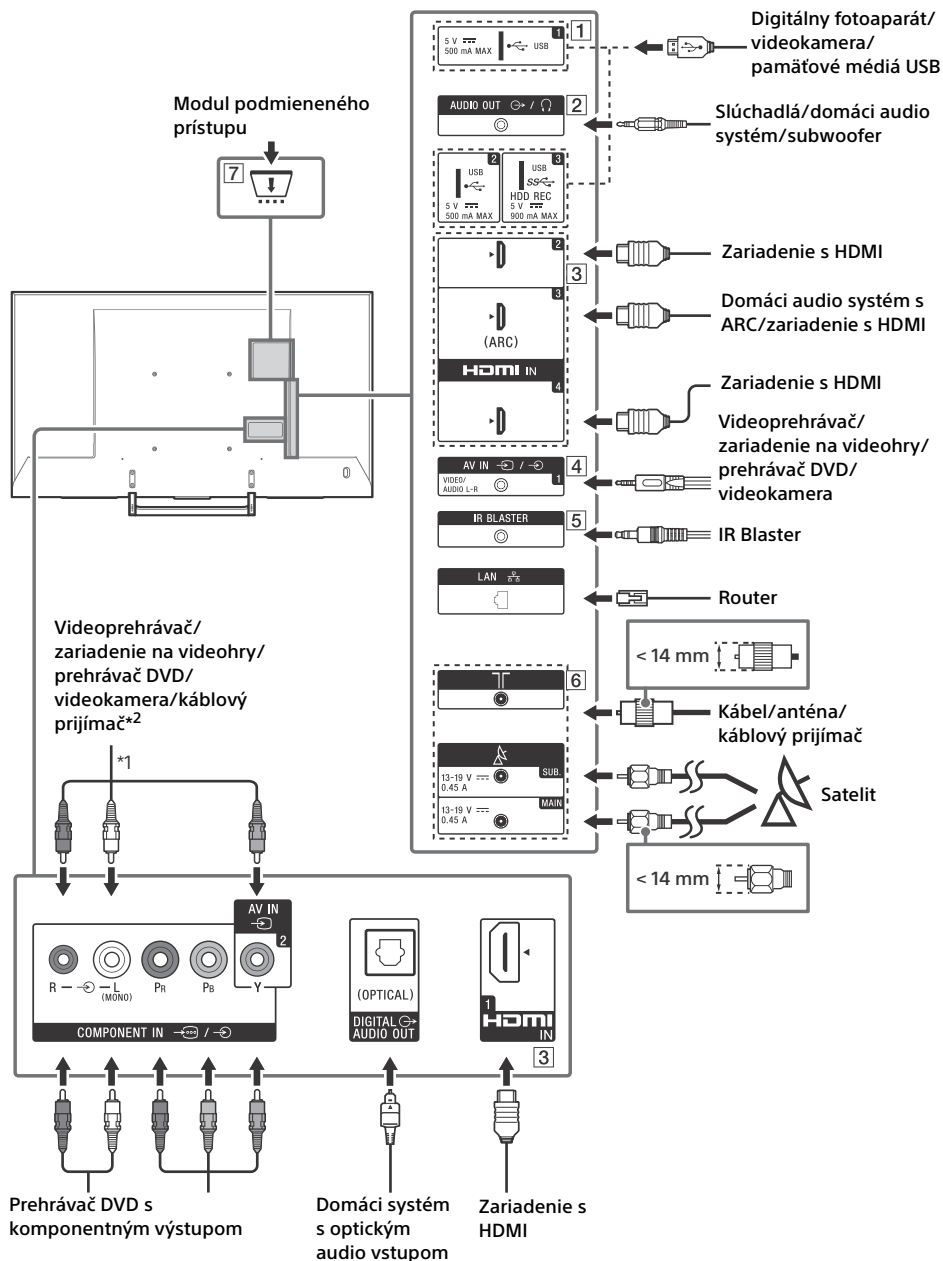 Digitálny fotoaparát/
videokamera/
pamäťové médiá USB
1
5 V
500 mA MAX
USB
1
Modul podmieneného
prístupu
AUDIO OUT /
2
Slúchadlá/domáci audio
systém/subwoofer
7
2
USB
5 V
500 mA MAX
3
USB
SS
HDD REC
5 V
900 mA MAX
2
3
Zariadenie s HDMI
3
(ARC)
Domáci audio systém s
ARC/zariadenie s HDMI
HDMI IN
4
Zariadenie s HDMI
Videoprehrávač/
zariadenie na videohry/
prehrávač DVD/
videokamera
AV IN /
VIDEO/
AUDIO L-R
1
4
IR BLASTER
5
IR Blaster
LAN
Router
Videoprehrávač/
zariadenie na videohry/
prehrávač DVD/
videokamera/káblový
prijímač*2
*1
< 14 mm
6
Kábel/anténa/
káblový prijímač
13-19 V
0.45 A
SUB.
MAIN
13-19 V
0.45 A
Satelit
< 14 mm
AV IN
2
R
L
(MONO)
PR
PB
Y
COMPONENT IN /
(OPTICAL)
DIGITAL
AUDIO OUT
1
HDMI
IN
3
Prehrávač DVD s
komponentným výstupom
Domáci systém
s optickým
audio vstupom
Zariadenie s
HDMI